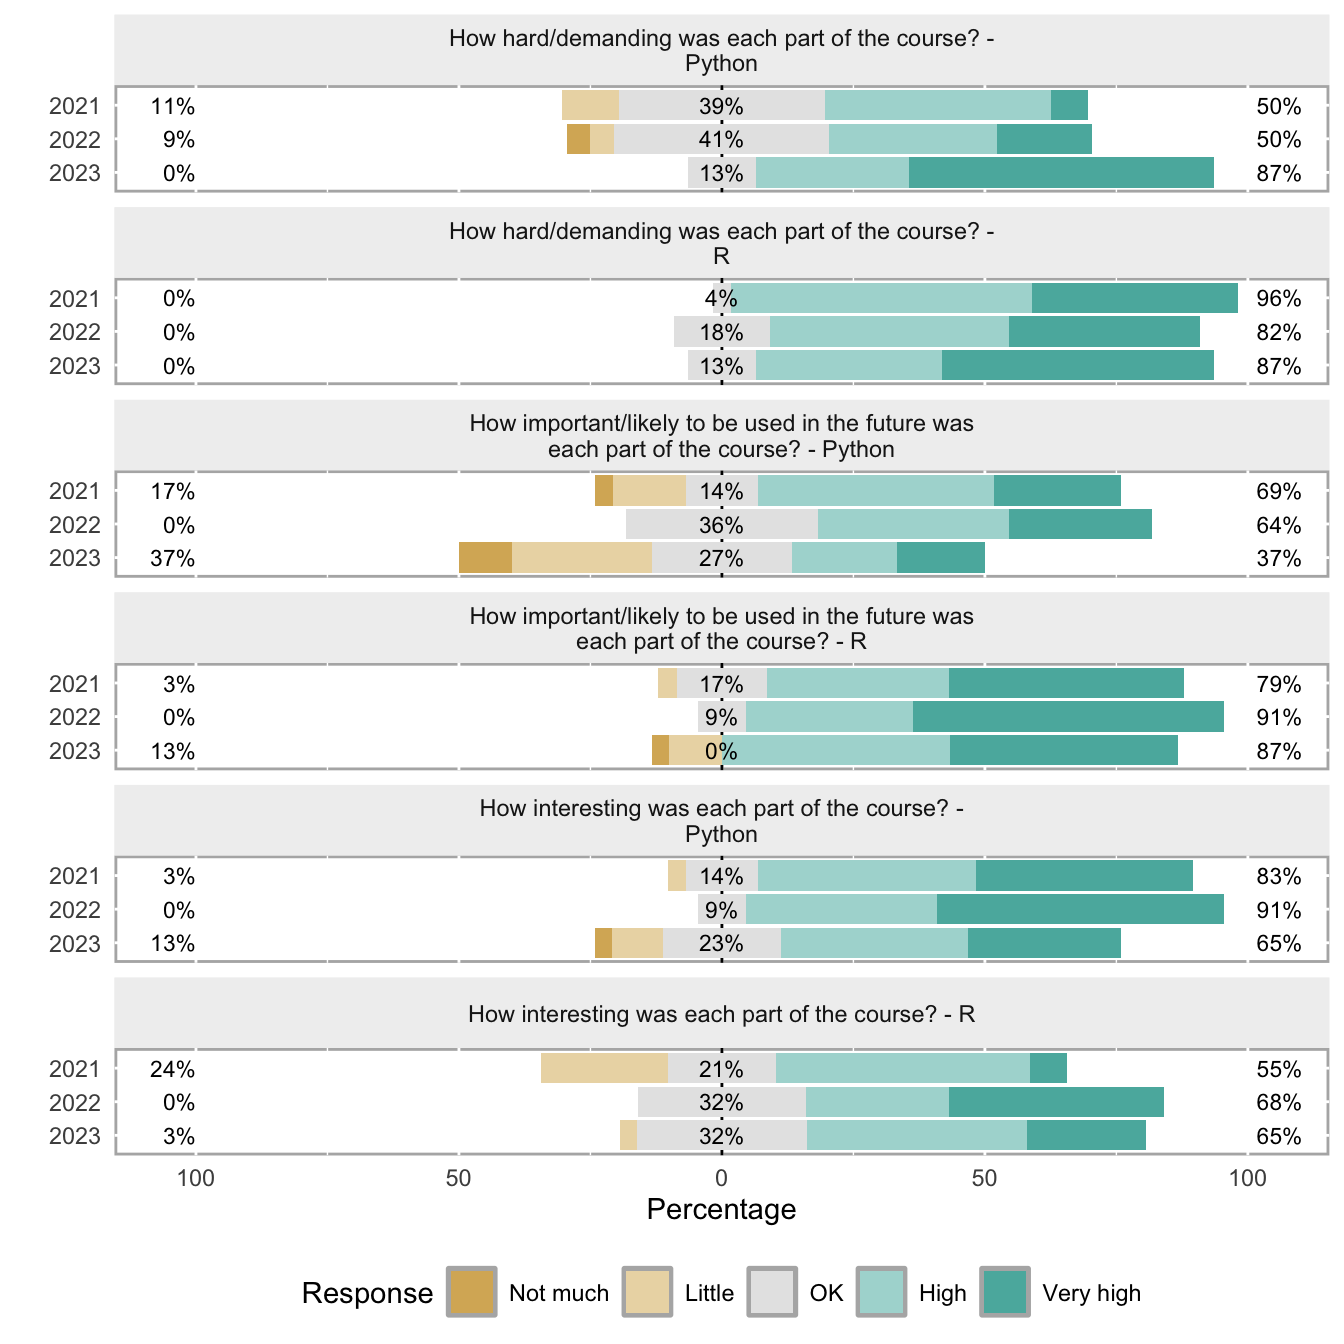 How hard/demanding was each part of the course? -
Python
2021 11% 39% 50%
2022 9% 41% 50%
2023 0% 13% 87%
How hard/demanding was each part of the course? -
R
2021 0% 4% 96%
2022 0% 18% 82%
2023 0% 13% 87%
How important/likely to be used in the future was
each part of the course? - Python
2021 17% 14% 69%
2022 0% 36% 64%
2023 37% 27% 37%
How important/likely to be used in the future was
each part of the course? - R
2021 3% 17% 79%
2022 0% 9% 91%
2023 13% 0% 87%
How interesting was each part of the course? -
Python
2021 3% 14% 83%
2022 0% 9% 91%
2023 13% 23% 65%
How interesting was each part of the course? - R
2021 24% 21% 55%
2022 0% 32% 68%
2023 3% 32% 65%
100 50 0 50 100
Percentage
Response Not much Little OK High Very high